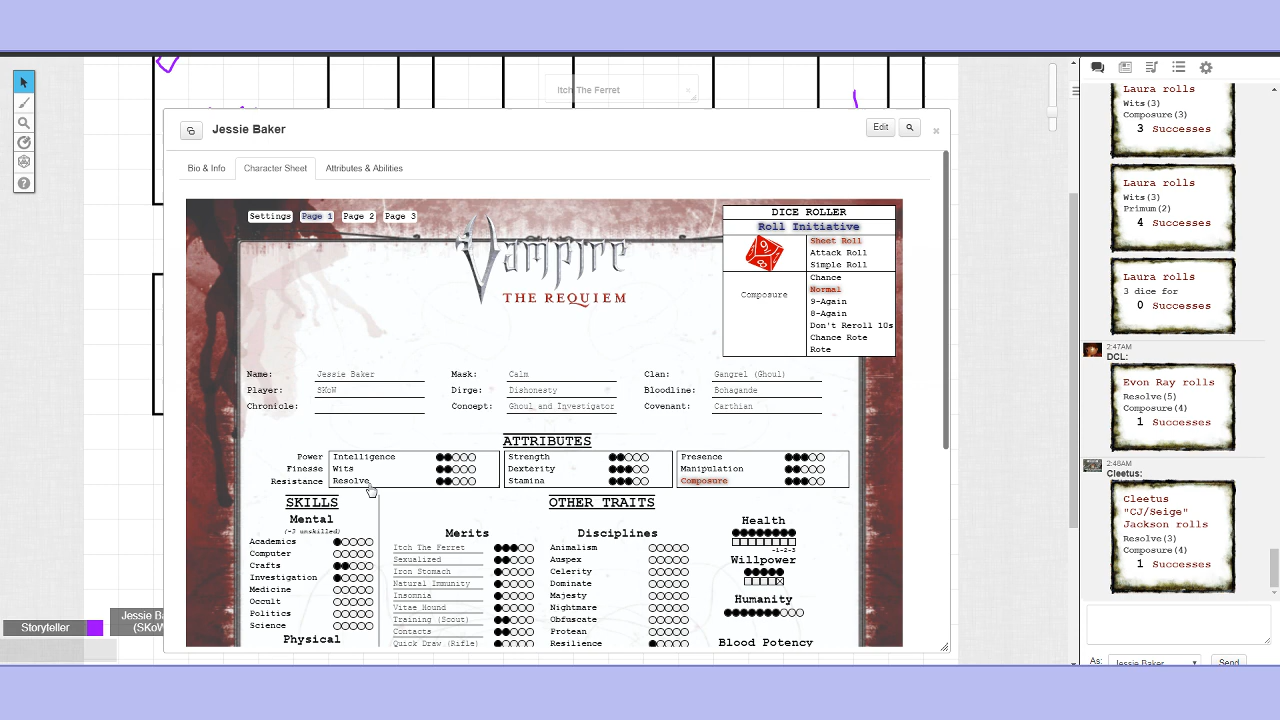 Itch The Ferret
Jessie Baker
Edit
Bio & Info
Character Sheet
Attributes & Abilities
Settings
Page 1
Page 2
Page 3
Vampire
THE REQUIEM
DICE ROLLER
Roll Initiative
Sheet Roll
Attack Roll
Simple Roll
Composure
Chance
Normal
9-Again
8-Again
Don't Reroll 10s
Chance Rote
Rote
Name: Jessie Baker Mask: Calm Clan: Gangrel (Ghoul)
Player: SKoW Dirge: Dishonesty Bloodline: Bohagande
Chronicle: Concept: Ghoul and Investigator Covenant: Carthian
ATTRIBUTES
Power Intelligence Strength Presence
Finesse Wits Dexterity Manipulation
Resistance Resolve Stamina Composure
SKILLS
Mental
(-3 unskilled)
Academics
Computer
Crafts
Investigation
Medicine
Occult
Politics
Science
Physical
OTHER TRAITS
Merits
Itch The Ferret
Sexualized
Iron Stomach
Natural Immunity
Insomnia
Vitae Hound
Training (Scout)
Contacts
Quick Draw (Rifle)
Disciplines
Animalism
Auspex
Celerity
Dominate
Majesty
Nightmare
Obfuscate
Protean
Resilience
Health
-1-2-3
Willpower
Humanity
Blood Potency
Storyteller
Jessie Ba
(SKoW
Laura rolls
Wits(3)
Composure(3)
3 Successes
Laura rolls
Wits(3)
Primum(2)
4 Successes
Laura rolls
3 dice for
0 Successes
2:47AM
DCL:
Evon Ray rolls
Resolve(5)
Composure(4)
1 Successes
2:48AM
Cleetus:
Cleetus
"CJ/Seige"
Jackson rolls
Resolve(3)
Composure(4)
1 Successes
As: Jessie Baker Send